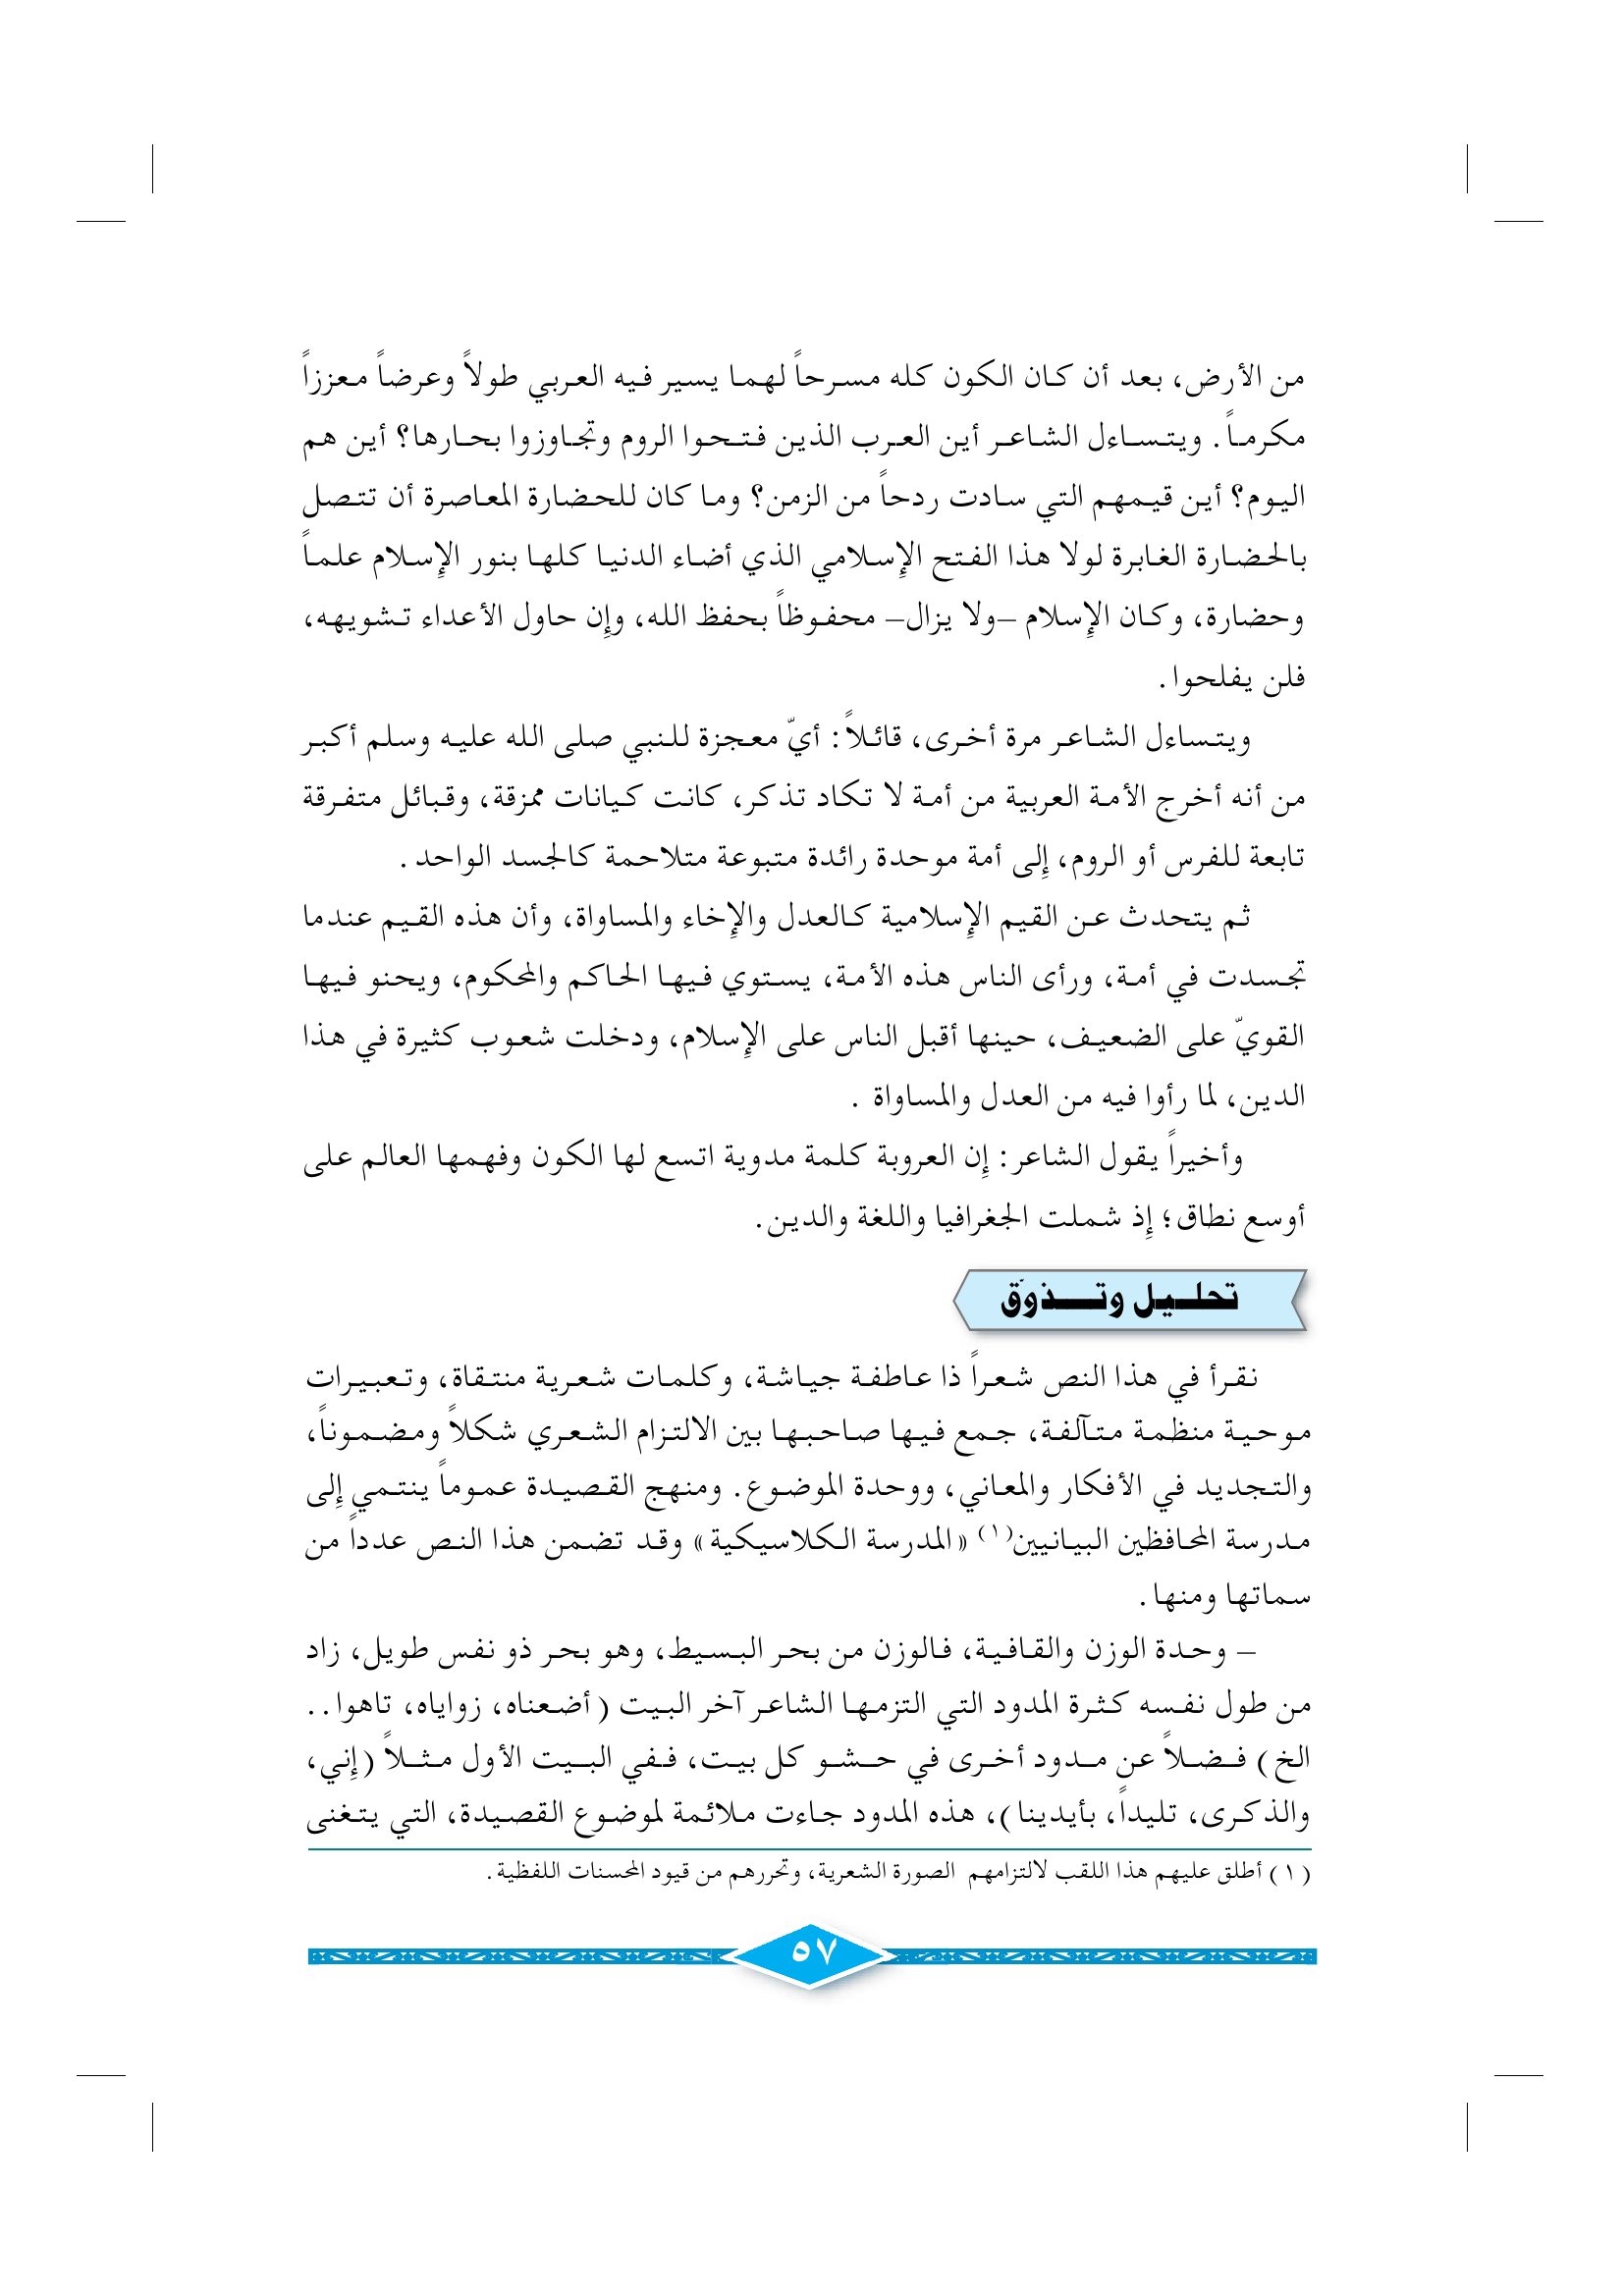 من الأرض، بعد أن كان الكون كله مسرحاً لهما يسير فيه العربي طولاً وعرضاً معززاً
مكرماً. ويتساءل الشاعر أين العرب الذين فتحوا الروم وتجاوزوا بحارها؟ أين هم
اليوم؟ أين قيمهم التي سادت ردحاً من الزمن؟ وما كان للحضارة المعاصرة أن تتصل
بالحضارة الغابرة لولا هذا الفتح الإسلامي الذي أضاء الدنيا كلها بنور الإسلام علماً
وحضارة، وكان الإسلام –ولا يزال– محفوظاً بحفظ الله، وإن حاول الأعداء تشويهه،
فلن يفلحوا.
ويتساءل الشاعر مرة أخرى، قائلاً: أيّ معجزة للنبي صلى الله عليه وسلم أكبر
من أنه أخرج الأمة العربية من أمة لا تكاد تذكر، كانت كيانات ممزقة، وقبائل متفرقة
تابعة للفرس أو الروم، إلى أمة موحدة رائدة متبوعة متلاحمة كالجسد الواحد.
ثم يتحدث عن القيم الإسلامية كالعدل والإخاء والمساواة، وأن هذه القيم عندما
تجسدت في أمة، ورأى الناس هذه الأمة، يستوي فيها الحاكم والمحكوم، ويحنو فيها
القويّ على الضعيف، حينها أقبل الناس على الإسلام، ودخلت شعوب كثيرة في هذا
الدين، لما رأوا فيه من العدل والمساواة .
وأخيراً يقول الشاعر: إن العروبة كلمة مدوية اتسع لها الكون وفهمها العالم على
أوسع نطاق؛ إذ شملت الجغرافيا واللغة والدين.
تحليل وتذوّق
نقرأ في هذا النص شعراً ذا عاطفة جياشة، وكلمات شعرية منتقاة، وتعبيرات
موحية منظمة متآلفة، جمع فيها صاحبها بين الالتزام الشعري شكلاً ومضموناً،
والتجديد في الأفكار والمعاني، ووحدة الموضوع. ومنهج القصيدة عموماً ينتمي إلى
مدرسة المحافظين البيانيين(١) «المدرسة الكلاسيكية» وقد تضمن هذا النص عدداً من
سماتها ومنها.
– وحدة الوزن والقافية، فالوزن من بحر البسيط، وهو بحر ذو نفس طويل، زاد
من طول نفسه كثرة المدود التي التزمها الشاعر آخر البيت (أضعناه، زواياه، تاهوا..
الخ) فضلاً عن مدود أخرى في حشو كل بيت، ففي البيت الأول مثلاً (إني،
والذكرى، تليداً، بأيدينا)، هذه المدود جاءت ملائمة لموضوع القصيدة، التي يتغنى
(١) أطلق عليهم هذا اللقب لالتزامهم الصورة الشعرية، وتحررهم من قيود المحسنات اللفظية.
٥٧